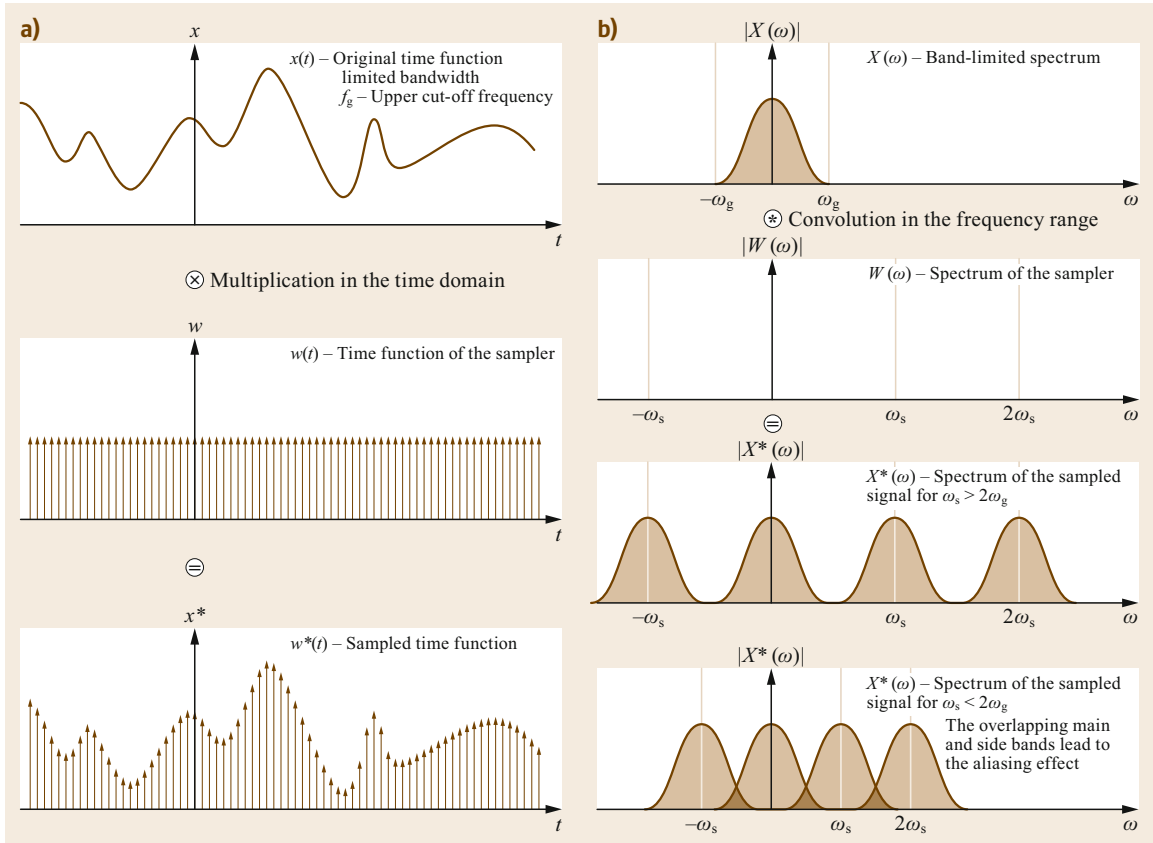 a)
x
x(t) – Original time function
limited bandwidth
f_g – Upper cut-off frequency
t
⊗ Multiplication in the time domain
w
w(t) – Time function of the sampler
t
=
x*
w*(t) – Sampled time function
t
b)
|X(ω)|
X(ω) – Band-limited spectrum
–ω_g ω_g ω
* Convolution in the frequency range
|W(ω)|
W(ω) – Spectrum of the sampler
–ω_s ω_s 2ω_s ω
=
|X*(ω)|
X*(ω) – Spectrum of the sampled
signal for ω_s > 2ω_g
–ω_s ω_s 2ω_s ω
|X*(ω)|
X*(ω) – Spectrum of the sampled
signal for ω_s < 2ω_g
The overlapping main
and side bands lead to
the aliasing effect
–ω_s ω_s 2ω_s ω